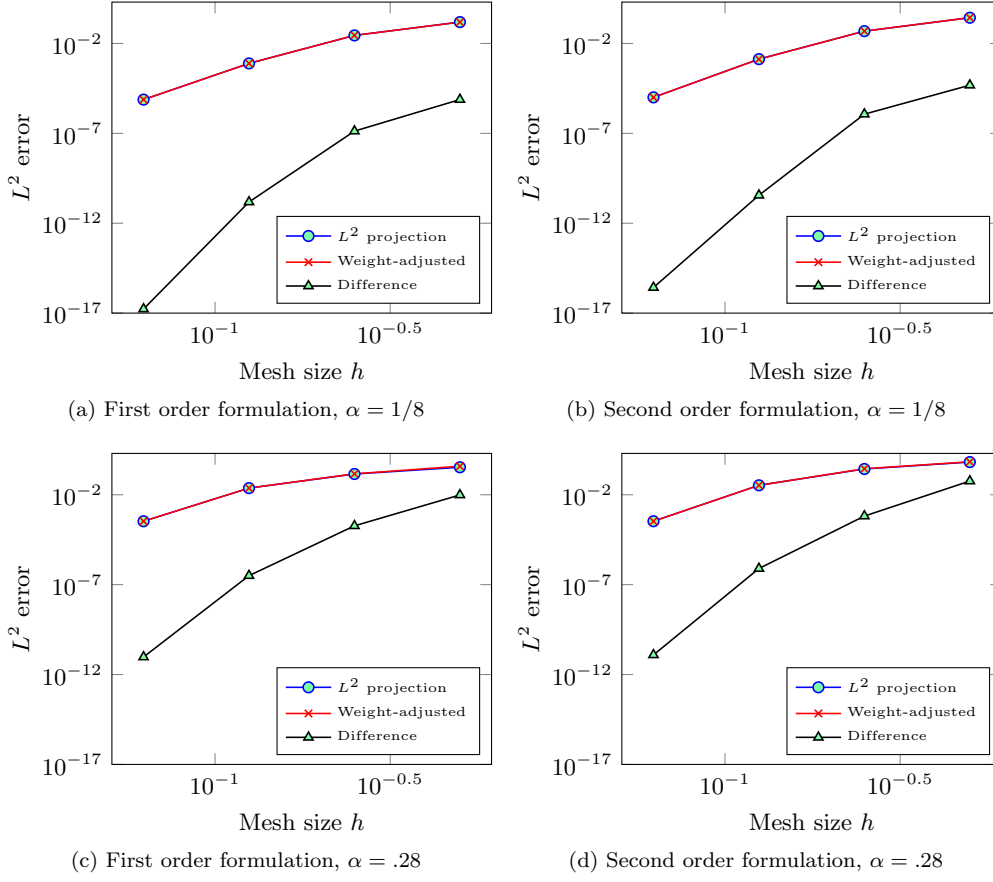 10^{-2}
10^{-7}
10^{-12}
10^{-17}
L^2 error
L^2 projection
Weight-adjusted
Difference
10^{-1}
10^{-0.5}
Mesh size h
(a) First order formulation, α = 1/8
10^{-2}
10^{-7}
10^{-12}
10^{-17}
L^2 error
L^2 projection
Weight-adjusted
Difference
10^{-1}
10^{-0.5}
Mesh size h
(b) Second order formulation, α = 1/8
10^{-2}
10^{-7}
10^{-12}
10^{-17}
L^2 error
L^2 projection
Weight-adjusted
Difference
10^{-1}
10^{-0.5}
Mesh size h
(c) First order formulation, α = .28
10^{-2}
10^{-7}
10^{-12}
10^{-17}
L^2 error
L^2 projection
Weight-adjusted
Difference
10^{-1}
10^{-0.5}
Mesh size h
(d) Second order formulation, α = .28